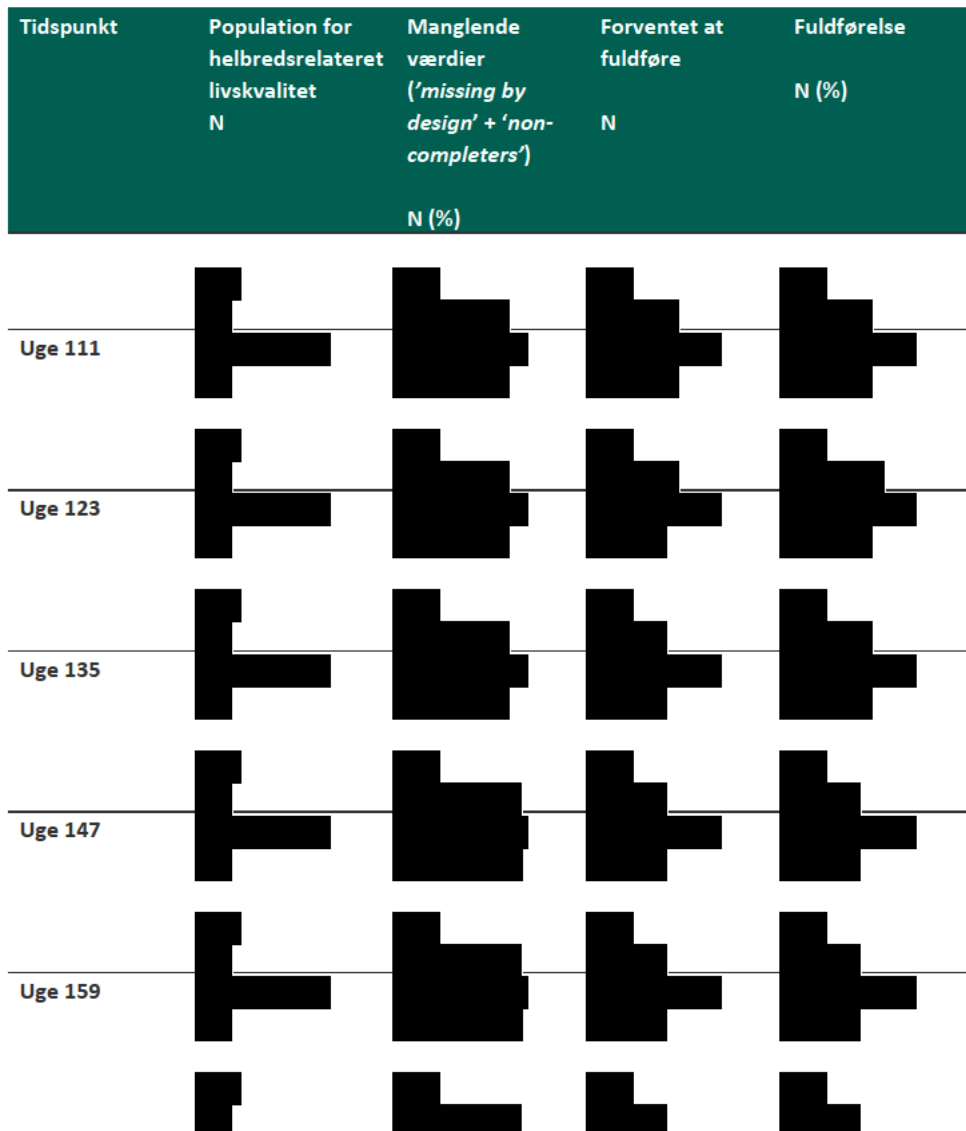 Tidspunkt
Population for
helbredsrelateret
livskvalitet
N
Manglende
værdier
(’missing by
design’ + ‘non-
completers’)
N (%)
Forventet at
fuldføre
N
Fuldførelse
N (%)
Uge 111
Uge 123
Uge 135
Uge 147
Uge 159